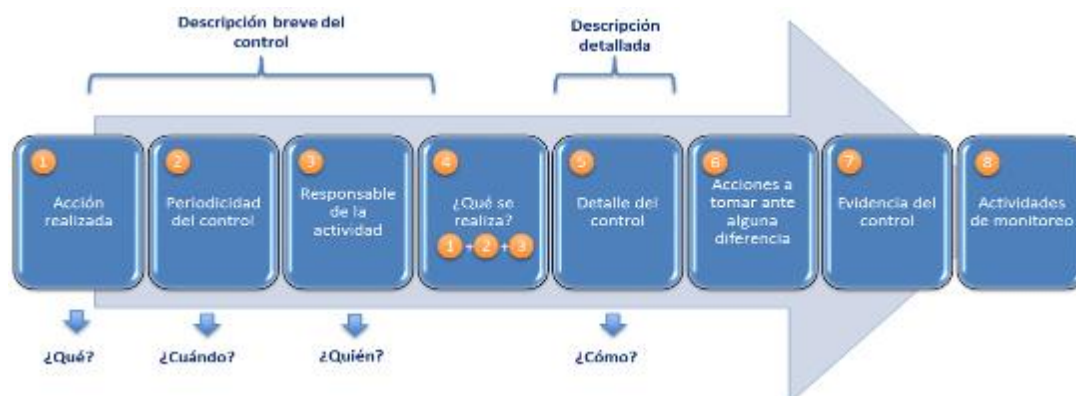 Descripción breve del
control
Descripción
detallada
1
Acción
realizada
2
Periodicidad
del control
3
Responsable
de la
actividad
4
¿Qué se
realiza?
1+2+3
5
Detalle del
control
6
Acciones a
tomar ante
alguna
diferencia
7
Evidencia del
control
8
Actividades
de monitoreo
¿Qué?
¿Cuándo?
¿Quién?
¿Cómo?